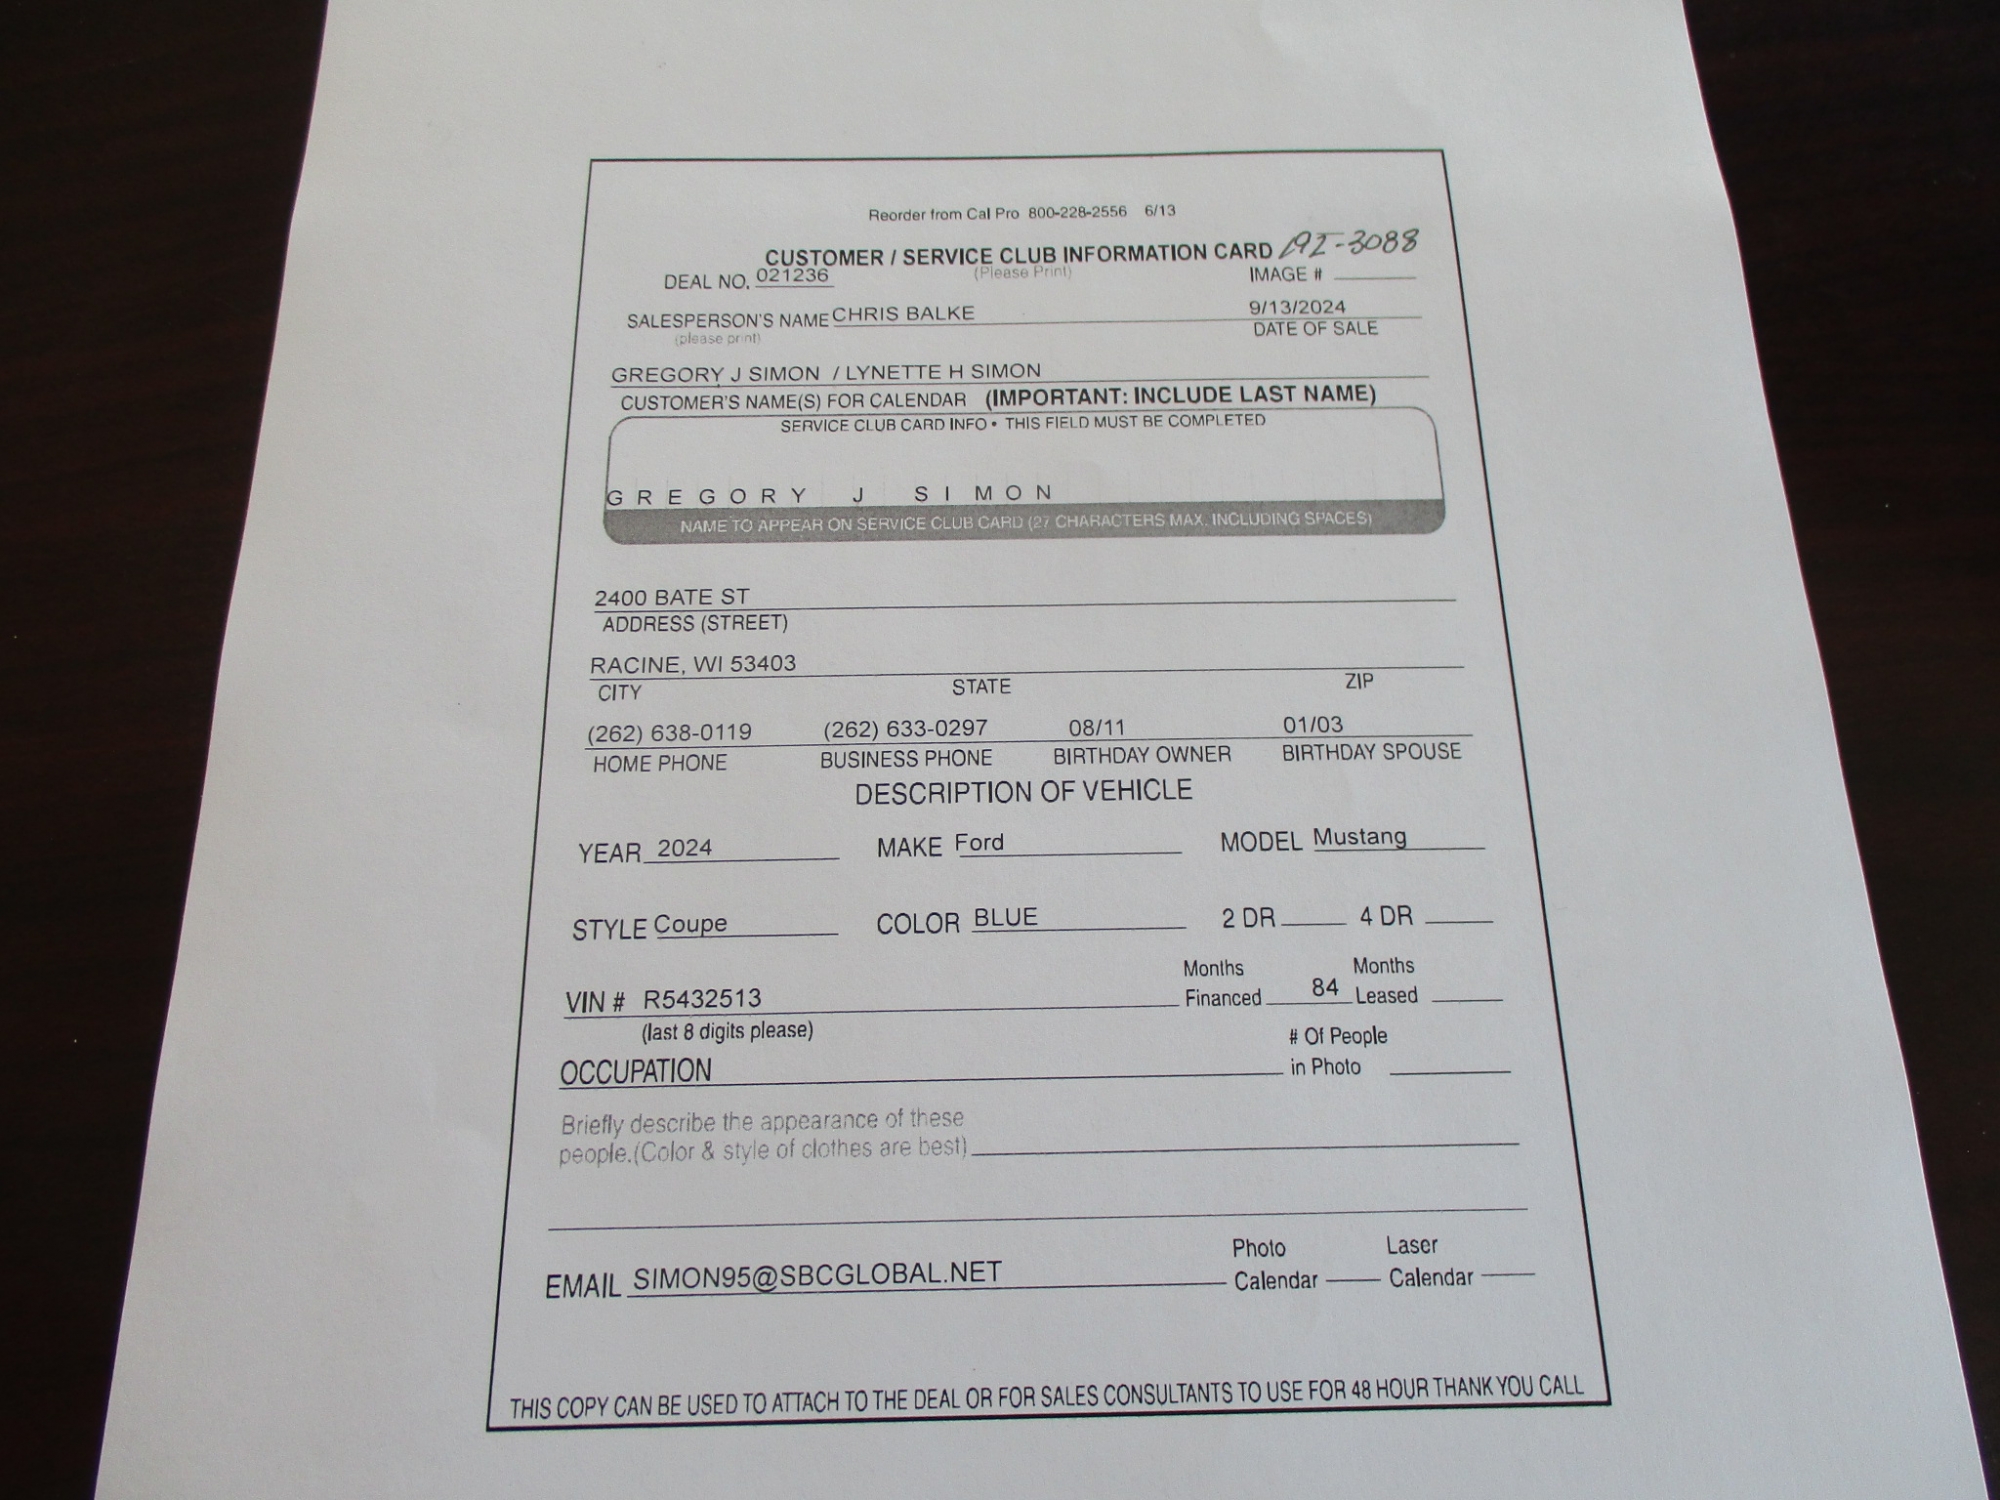 Reorder from Cal Pro 800-228-2556 6/13
CUSTOMER / SERVICE CLUB INFORMATION CARD
DEAL NO. 021236 (Please Print) IMAGE #
SALESPERSON'S NAME CHRIS BALKE 9/13/2024
(please print) DATE OF SALE
GREGORY J SIMON / LYNETTE H SIMON
CUSTOMER'S NAME(S) FOR CALENDAR (IMPORTANT: INCLUDE LAST NAME)
SERVICE CLUB CARD INFO • THIS FIELD MUST BE COMPLETED
GREGORY J SIMON
NAME TO APPEAR ON SERVICE CLUB CARD (27 CHARACTERS MAX. INCLUDING SPACES)
2400 BATE ST
ADDRESS (STREET)
RACINE, WI 53403
CITY STATE ZIP
(262) 638-0119 (262) 633-0297 08/11 01/03
HOME PHONE BUSINESS PHONE BIRTHDAY OWNER BIRTHDAY SPOUSE
DESCRIPTION OF VEHICLE
YEAR 2024 MAKE Ford MODEL Mustang
STYLE Coupe COLOR BLUE 2 DR 4 DR
Months Months
VIN # R5432513 Financed 84 Leased
(last 8 digits please) # Of People
OCCUPATION in Photo
Briefly describe the appearance of these
people.(Color & style of clothes are best)
Photo Laser
EMAIL SIMON95@SBCGLOBAL.NET Calendar Calendar
THIS COPY CAN BE USED TO ATTACH TO THE DEAL OR FOR SALES CONSULTANTS TO USE FOR 48 HOUR THANK YOU CALL